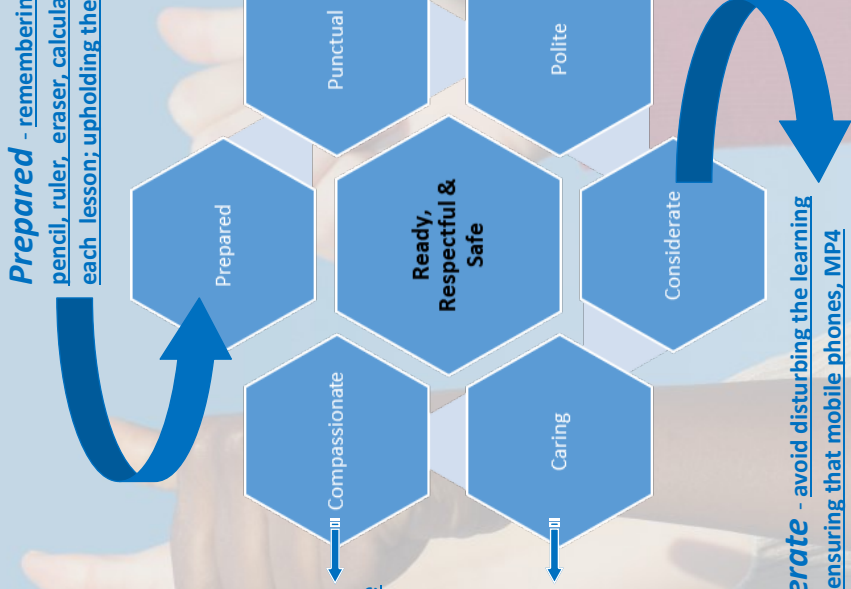 Prepared - rememberin
pencil, ruler, eraser, calcula
each lesson; upholding the
Prepared
Compassionate
Punctual
Ready,
Respectful &
Safe
Caring
Polite
Considerate
erate - avoid disturbing the learning
ensuring that mobile phones, MP4